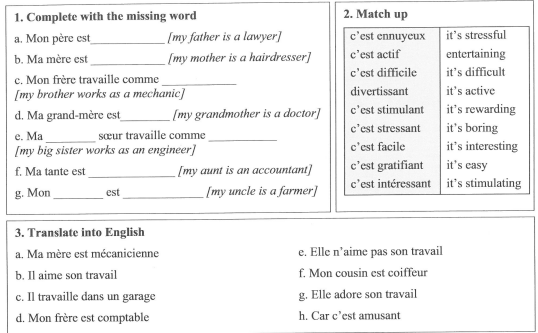 1. Complete with the missing word
a. Mon père est____________ [my father is a lawyer]
b. Ma mère est ____________ [my mother is a hairdresser]
c. Mon frère travaille comme ____________
[my brother works as a mechanic]
d. Ma grand-mère est________ [my grandmother is a doctor]
e. Ma ________ sœur travaille comme ___________
[my big sister works as an engineer]
f. Ma tante est ______________ [my aunt is an accountant]
g. Mon ________ est _____________ [my uncle is a farmer]
2. Match up
c'est ennuyeux it's stressful
c'est actif entertaining
c'est difficile it's difficult
divertissant it's active
c'est stimulant it's rewarding
c'est stressant it's boring
c'est facile it's interesting
c'est gratifiant it's easy
c'est intéressant it's stimulating
3. Translate into English
a. Ma mère est mécanicienne
b. Il aime son travail
c. Il travaille dans un garage
d. Mon frère est comptable
e. Elle n'aime pas son travail
f. Mon cousin est coiffeur
g. Elle adore son travail
h. Car c'est amusant